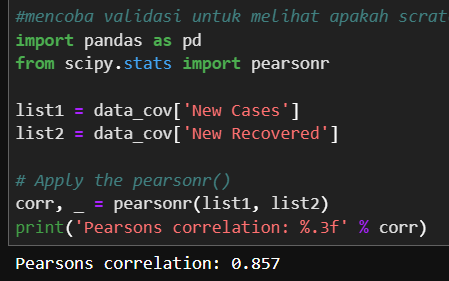 #mencoba validasi untuk melihat apakah
import pandas as pd
from scipy.stats import pearsonr
list1 = data_cov['New Cases']
list2 = data_cov['New Recovered']
# Apply the pearsonr()
corr, _ = pearsonr(list1, list2)
print('Pearsons correlation: %.3f' % corr)
Pearsons correlation: 0.857